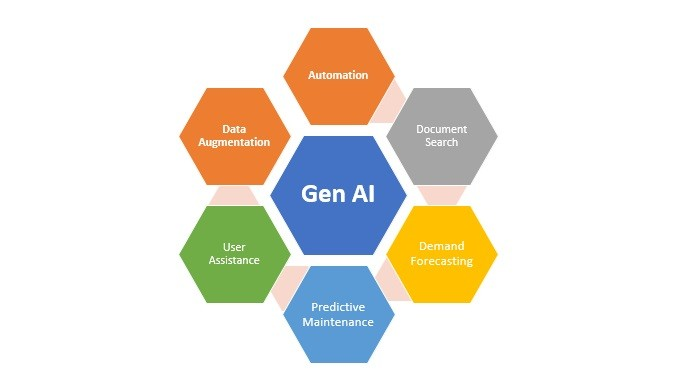 Automation
Data
Augmentation
Document
Search
Gen AI
User
Assistance
Demand
Forecasting
Predictive
Maintenance